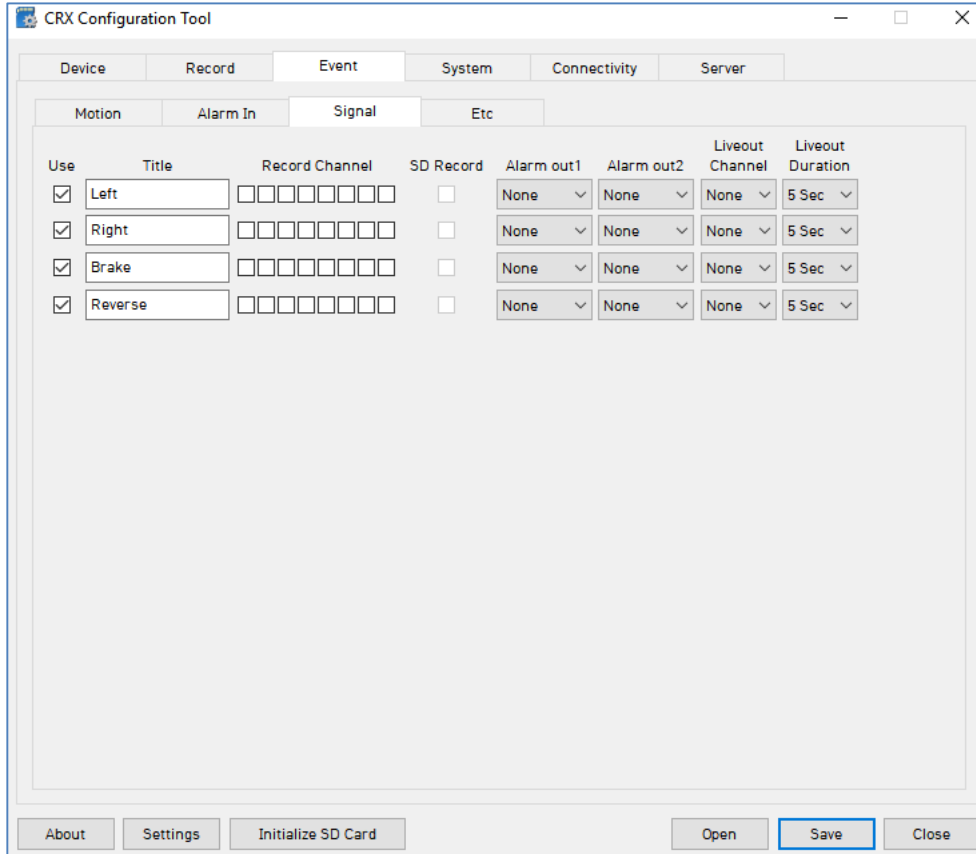 CRX Configuration Tool
Device Record Event System Connectivity Server
Motion Alarm In Signal Etc
Liveout Liveout
Use Title Record Channel SD Record Alarm out1 Alarm out2 Channel Duration
Left None None None 5 Sec
Right None None None 5 Sec
Brake None None None 5 Sec
Reverse None None None 5 Sec
About Settings Initialize SD Card Open Save Close